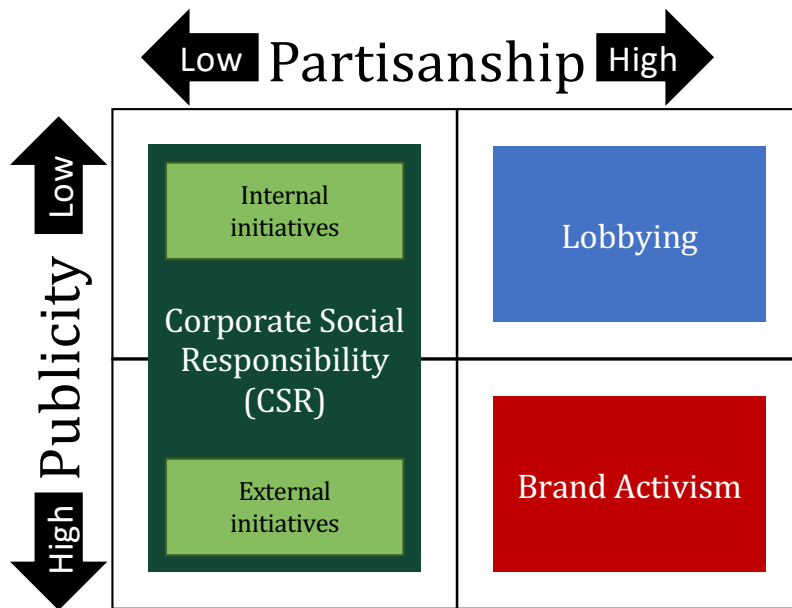 Low Partisanship High
Low
Publicity
High
Internal
initiatives
Corporate Social
Responsibility
(CSR)
External
initiatives
Lobbying
Brand Activism